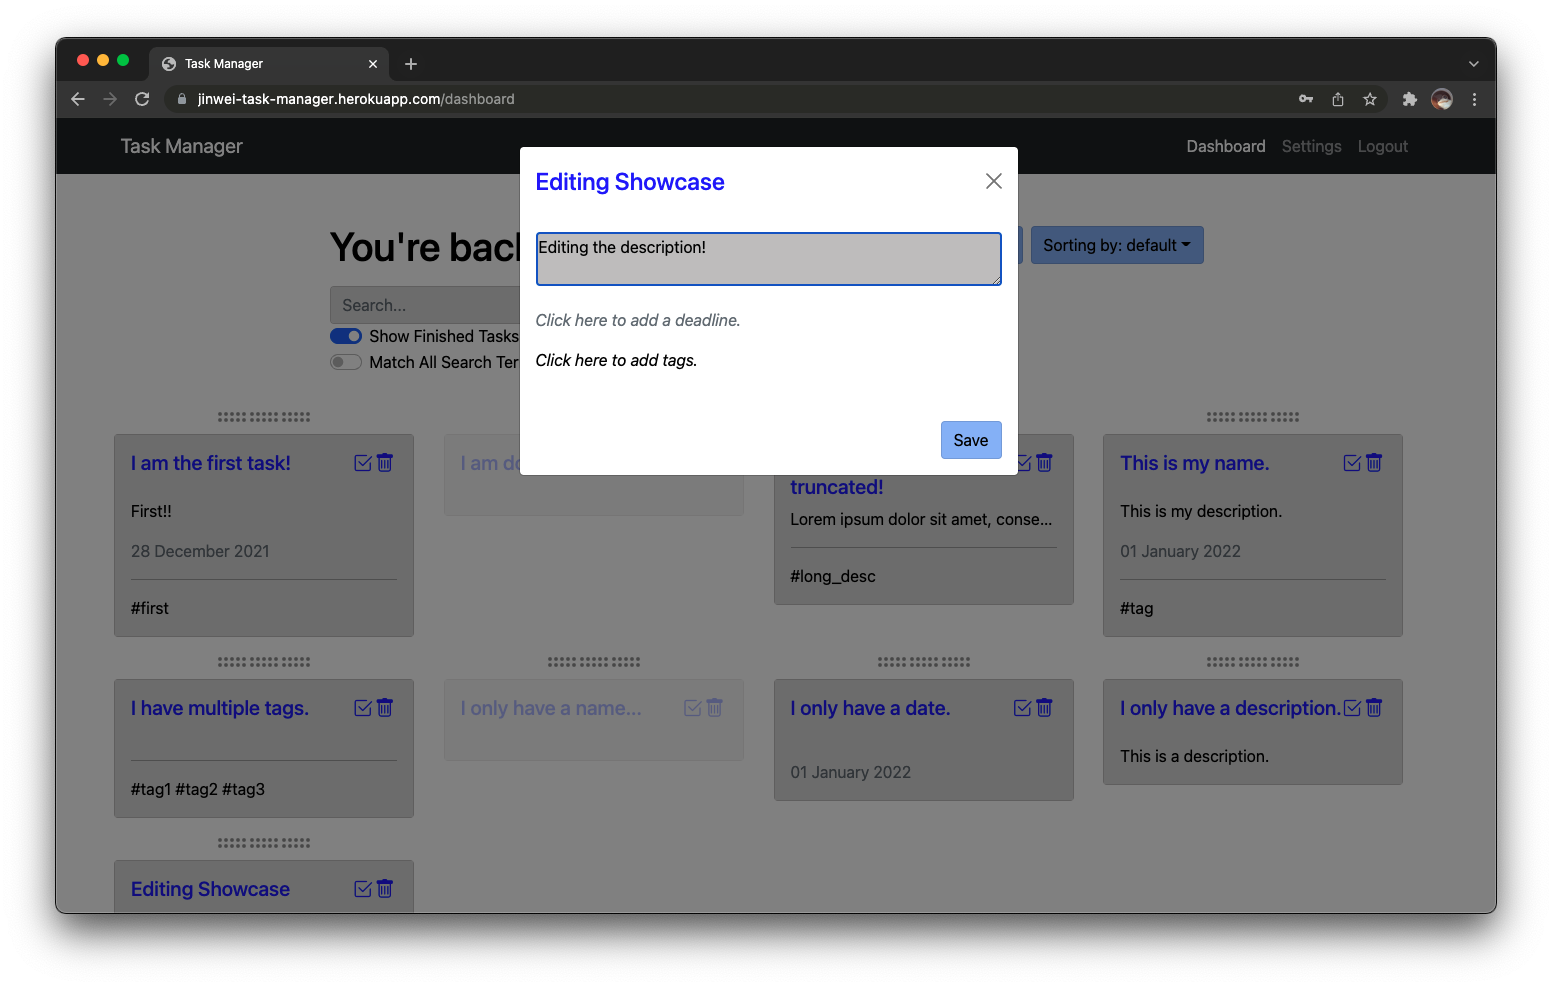 Task Manager
jinwei-task-manager.herokuapp.com/dashboard
Task Manager
Dashboard Settings Logout
Editing Showcase
You're back
Editing the description!
Sorting by: default
Search...
Click here to add a deadline.
Show Finished Tasks
Click here to add tags.
Match All Search Ter
Save
I am the first task!
First!!
28 December 2021
#first
I am do
truncated!
Lorem ipsum dolor sit amet, conse...
#long_desc
This is my name.
This is my description.
01 January 2022
#tag
I have multiple tags.
#tag1 #tag2 #tag3
I only have a name...
I only have a date.
01 January 2022
I only have a description.
This is a description.
Editing Showcase